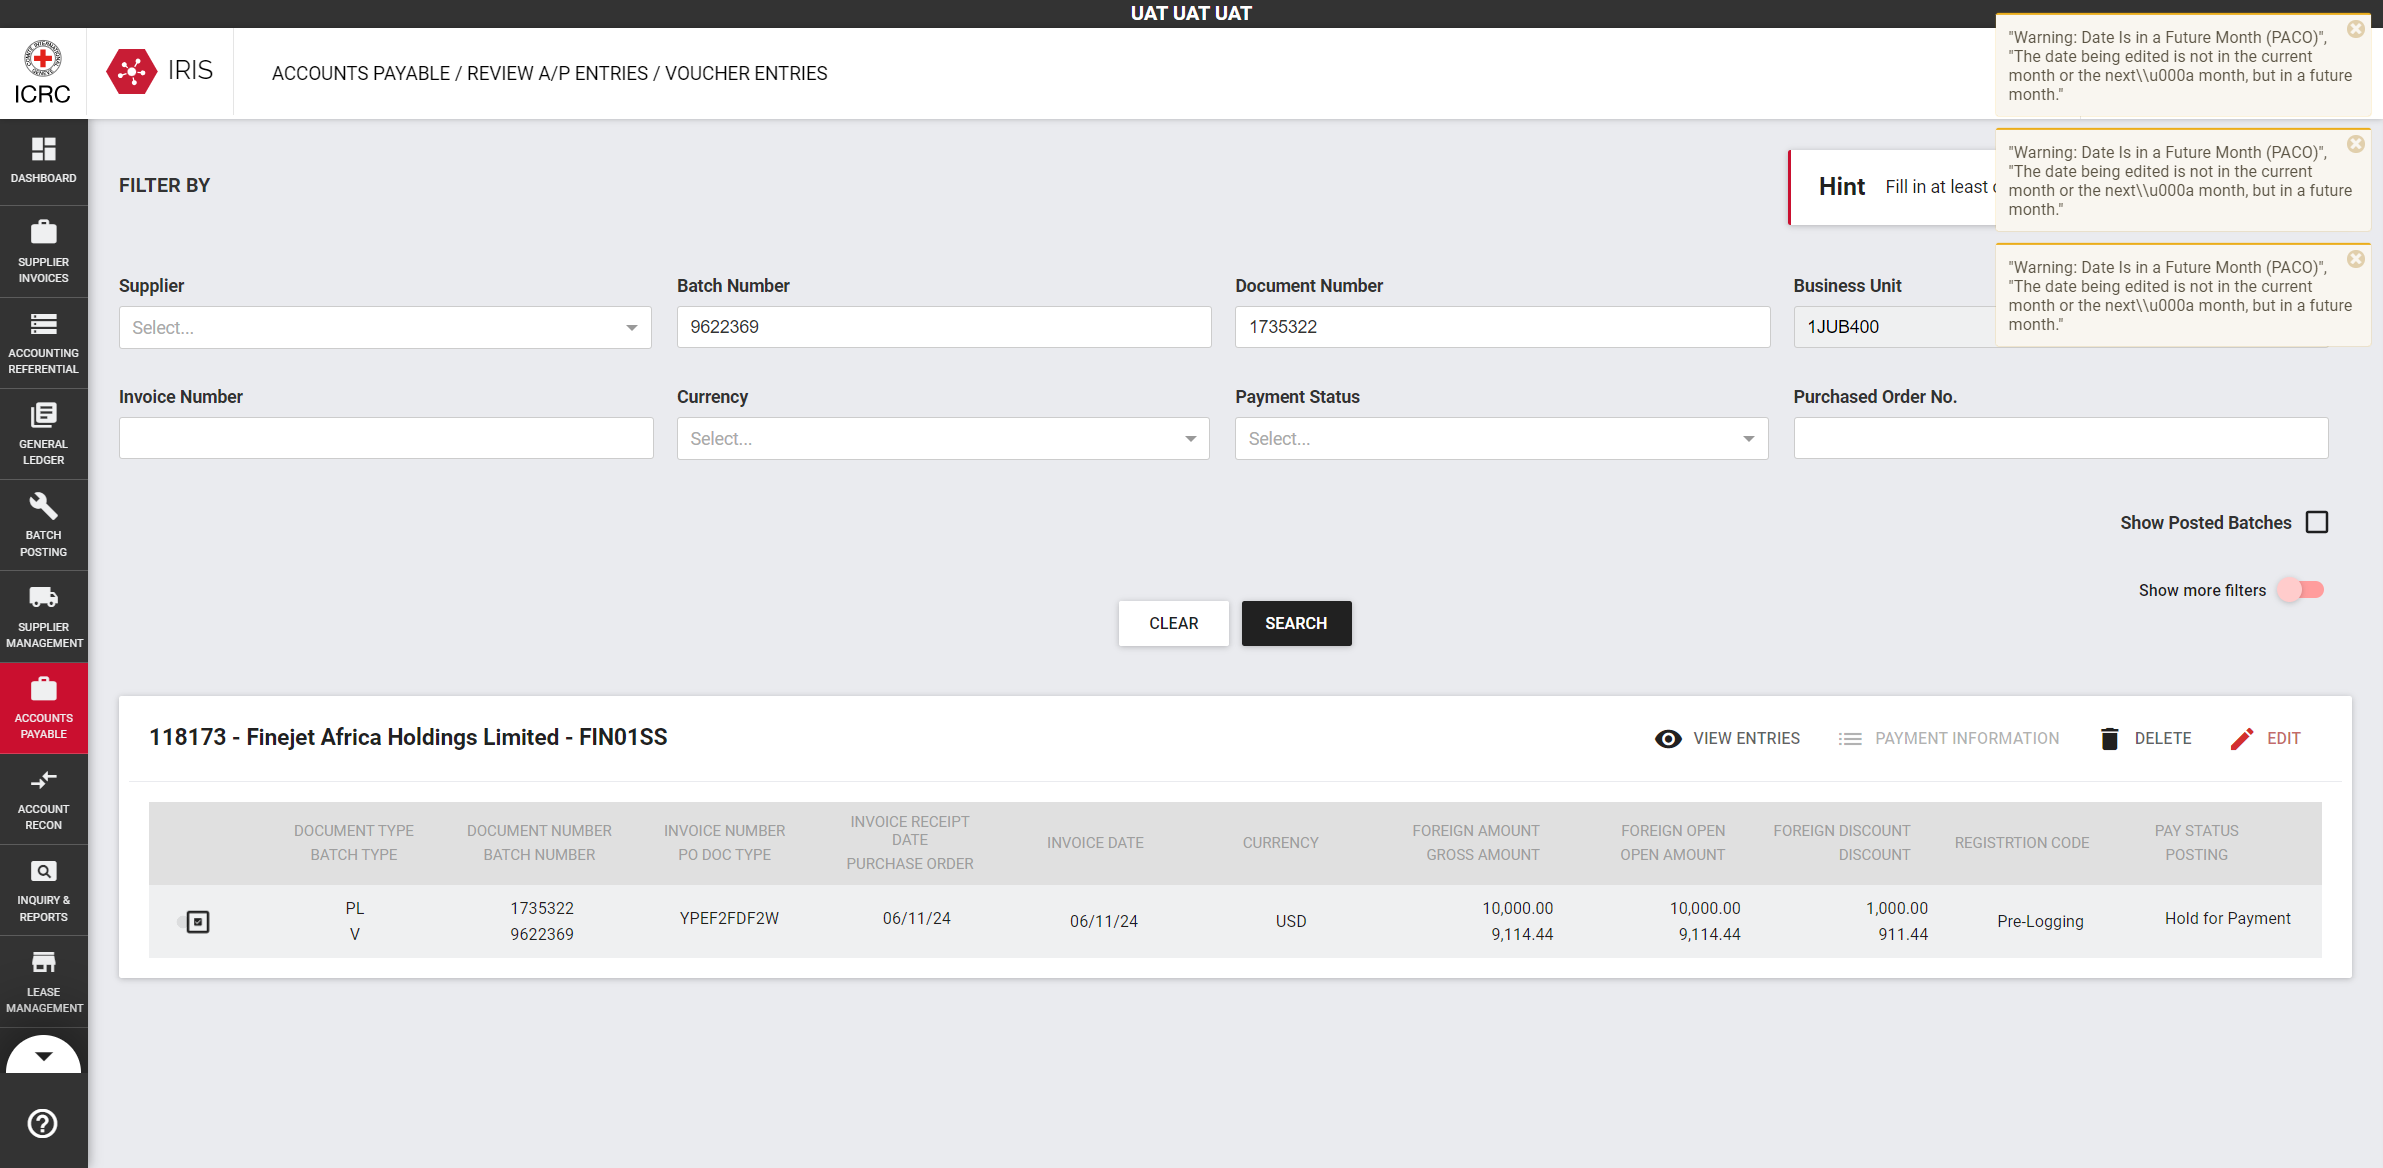 UAT UAT UAT
ICRC
IRIS
ACCOUNTS PAYABLE / REVIEW A/P ENTRIES / VOUCHER ENTRIES
"Warning: Date Is in a Future Month (PACO)",
"The date being edited is not in the current
month or the next\\u000a month, but in a future
month."
"Warning: Date Is in a Future Month (PACO)",
"The date being edited is not in the current
month or the next\\u000a month, but in a future
month."
"Warning: Date Is in a Future Month (PACO)",
"The date being edited is not in the current
month or the next\\u000a month, but in a future
month."
DASHBOARD
SUPPLIER
INVOICES
ACCOUNTING
REFERENTIAL
GENERAL
LEDGER
BATCH
POSTING
SUPPLIER
MANAGEMENT
ACCOUNTS
PAYABLE
ACCOUNT
RECON
INQUIRY &
REPORTS
LEASE
MANAGEMENT
FILTER BY
Hint Fill in at least
Supplier
Select...
Batch Number
9622369
Document Number
1735322
Business Unit
1JUB400
Invoice Number
Currency
Select...
Payment Status
Select...
Purchased Order No.
Show Posted Batches
Show more filters
CLEAR
SEARCH
118173 - Finejet Africa Holdings Limited - FIN01SS
VIEW ENTRIES
PAYMENT INFORMATION
DELETE
EDIT
DOCUMENT TYPE
BATCH TYPE
DOCUMENT NUMBER
BATCH NUMBER
INVOICE NUMBER
PO DOC TYPE
INVOICE RECEIPT
DATE
PURCHASE ORDER
INVOICE DATE
CURRENCY
FOREIGN AMOUNT
GROSS AMOUNT
FOREIGN OPEN
OPEN AMOUNT
FOREIGN DISCOUNT
DISCOUNT
REGISTRTION CODE
PAY STATUS
POSTING
PL
V
1735322
9622369
YPEF2FDF2W
06/11/24
06/11/24
USD
10,000.00
9,114.44
10,000.00
9,114.44
1,000.00
911.44
Pre-Logging
Hold for Payment